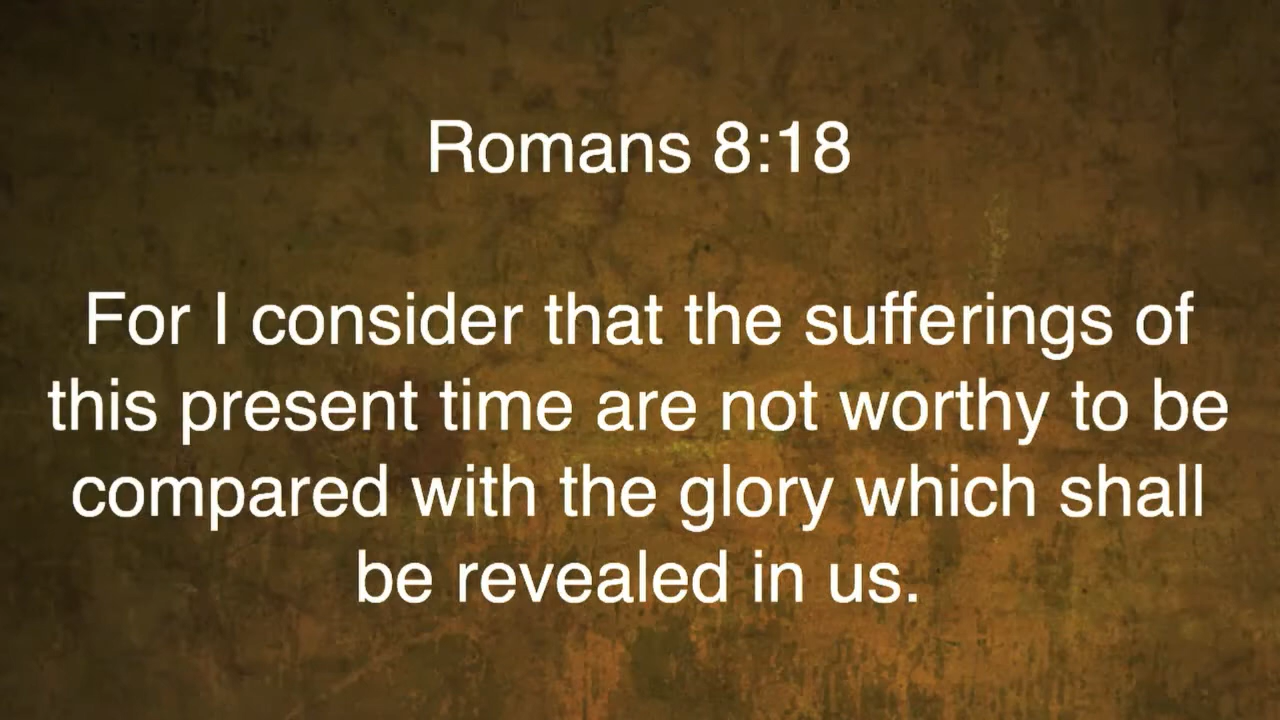 Romans 8:18
For I consider that the sufferings of
this present time are not worthy to be
compared with the glory which shall
be revealed in us.